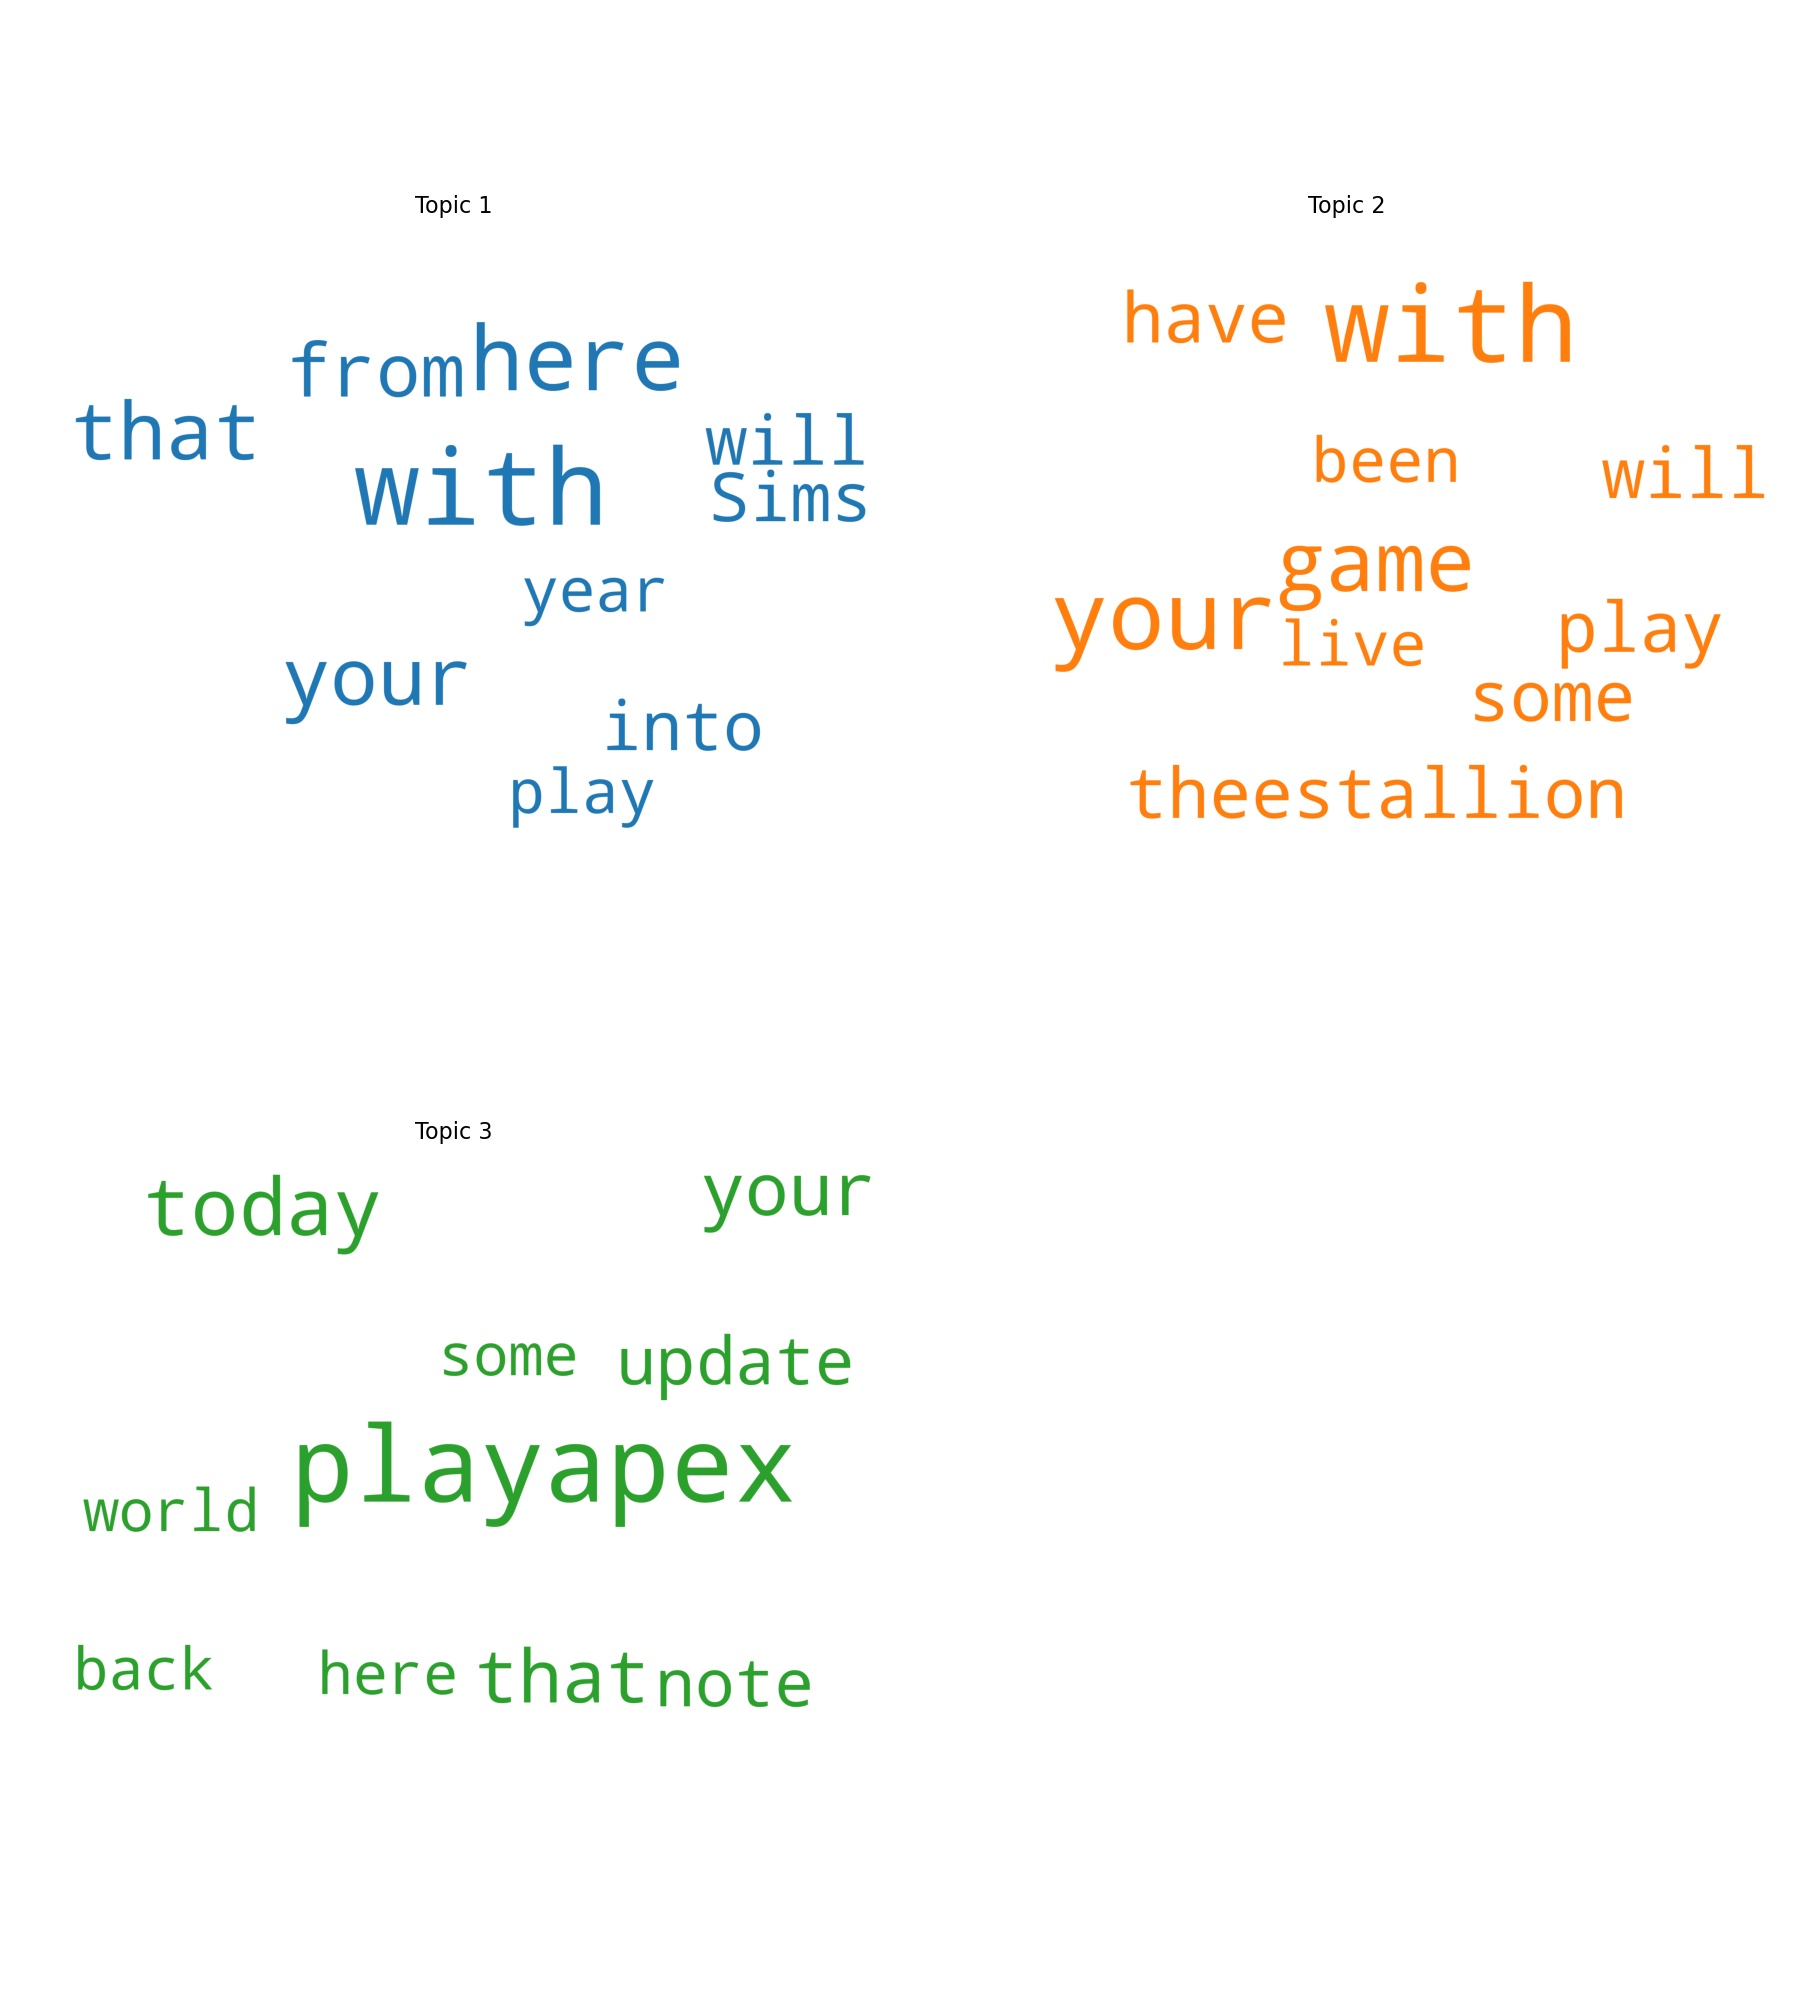 Topic 1
from here
that
will
with
Sims
year
your
into
play
Topic 2
have with
been will
game
your
live play
some
theestallion
Topic 3
today your
some update
playapex
world
back here that note